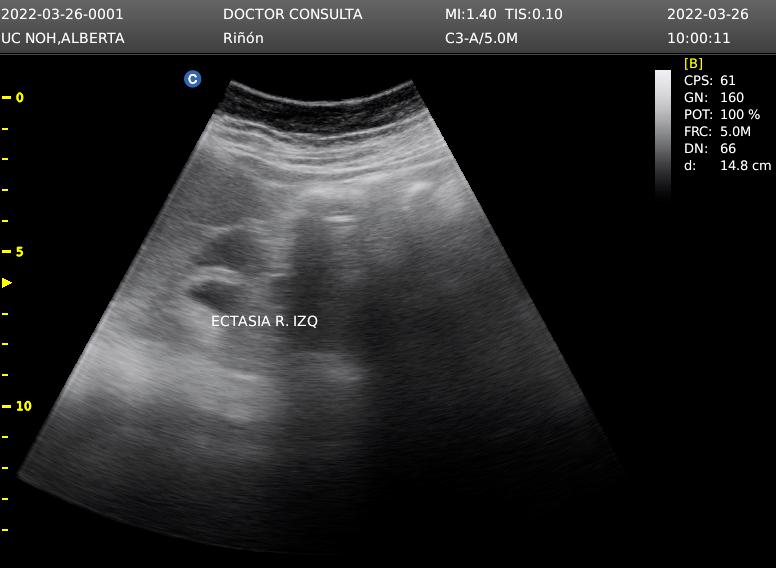 2022-03-26-0001 DOCTOR CONSULTA MI:1.40 TIS:0.10 2022-03-26
UC NOH,ALBERTA Riñón C3-A/5.0M 10:00:11
[B]
C
CPS: 61
0
GN: 160
POT: 100 %
FRC: 5.0M
DN: 66
d: 14.8 cm
5
ECTASIA R. IZQ
10